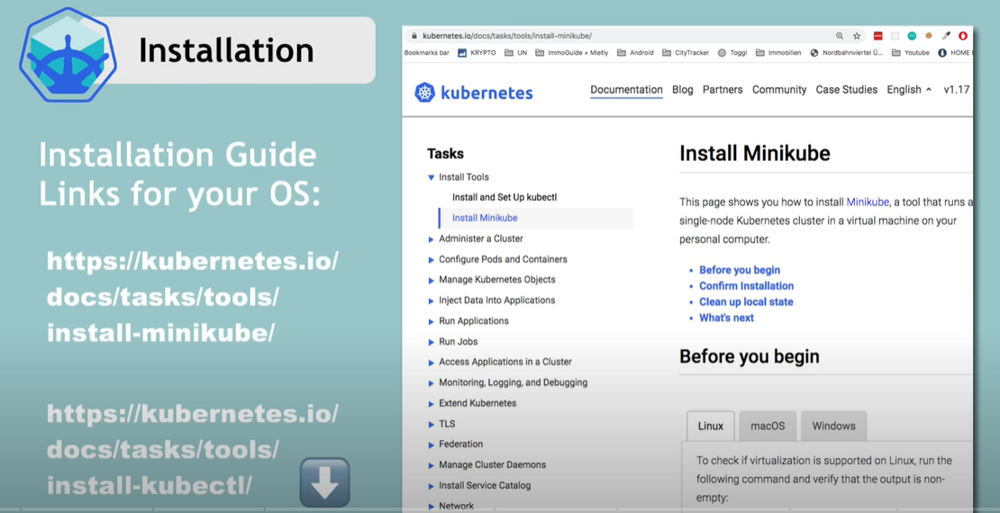 Installation
Installation Guide
Links for your OS:
https://kubernetes.io/
docs/tasks/tools/
install-minikube/
https://kubernetes.io/
docs/tasks/tools/
install-kubectl/
kubernetes.io/docs/tasks/tools/install-minikube/
Bookmarks bar KRYPTO UN ImmoGuide + Mietly Android CityTracker Toggl Immobilien Nordbahnviertel Ü... Youtube HOME
kubernetes
Documentation Blog Partners Community Case Studies English v1.17
Tasks
Install Tools
Install and Set Up kubectl
Install Minikube
Administer a Cluster
Configure Pods and Containers
Manage Kubernetes Objects
Inject Data Into Applications
Run Applications
Run Jobs
Access Applications in a Cluster
Monitoring, Logging, and Debugging
Extend Kubernetes
TLS
Federation
Manage Cluster Daemons
Install Service Catalog
Network
Install Minikube
This page shows you how to install Minikube, a tool that runs a
single-node Kubernetes cluster in a virtual machine on your
personal computer.
• Before you begin
• Confirm Installation
• Clean up local state
• What's next
Before you begin
Linux macOS Windows
To check if virtualization is supported on Linux, run the
following command and verify that the output is non-
empty: